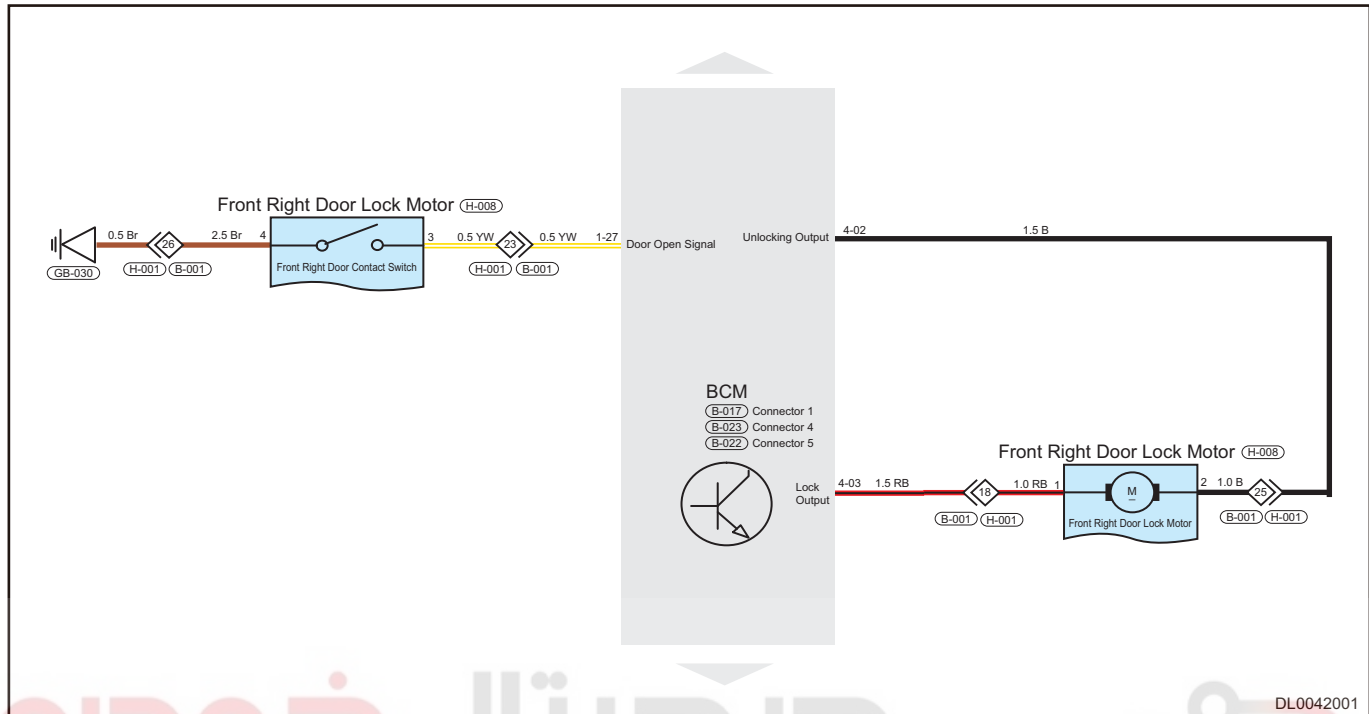 Front Right Door Lock Motor H-008
0.5 Br
26
2.5 Br
4
3
0.5 YW
23
0.5 YW
1-27
Door Open Signal
GB-030
H-001 B-001
Front Right Door Contact Switch
H-001 B-001
Unlocking Output
4-02
1.5 B
BCM
B-017 Connector 1
B-023 Connector 4
B-022 Connector 5
Lock
Output
4-03
1.5 RB
18
1.0 RB
1
B-001 H-001
Front Right Door Lock Motor H-008
M
Front Right Door Lock Motor
2
1.0 B
25
B-001 H-001
DL0042001